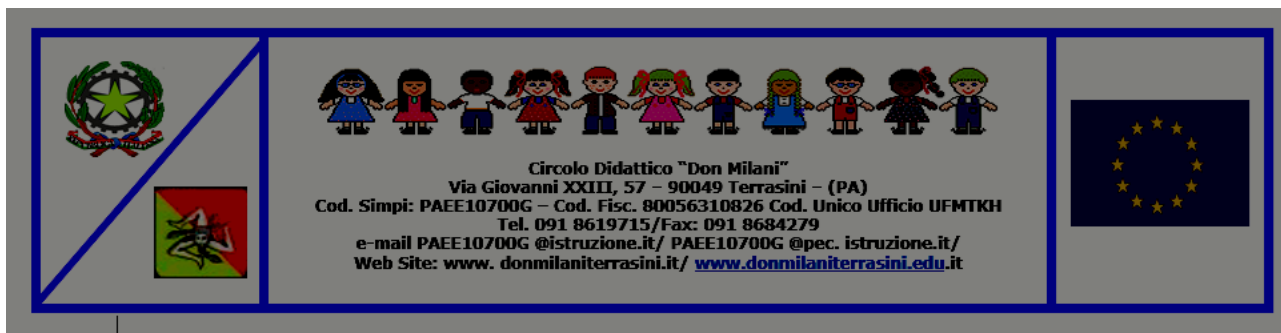 Circolo Didattico “Don Milani”
Via Giovanni XXIII, 57 – 90049 Terrasini – (PA)
Cod. Simpi: PAEE10700G – Cod. Fisc. 80056310826 Cod. Unico Ufficio UFMTKH
Tel. 091 8619715/Fax: 091 8684279
e-mail PAEE10700G @istruzione.it/ PAEE10700G @pec. istruzione.it/
Web Site: www. donmilaniterrasini.it/ www.donmilaniterrasini.edu.it